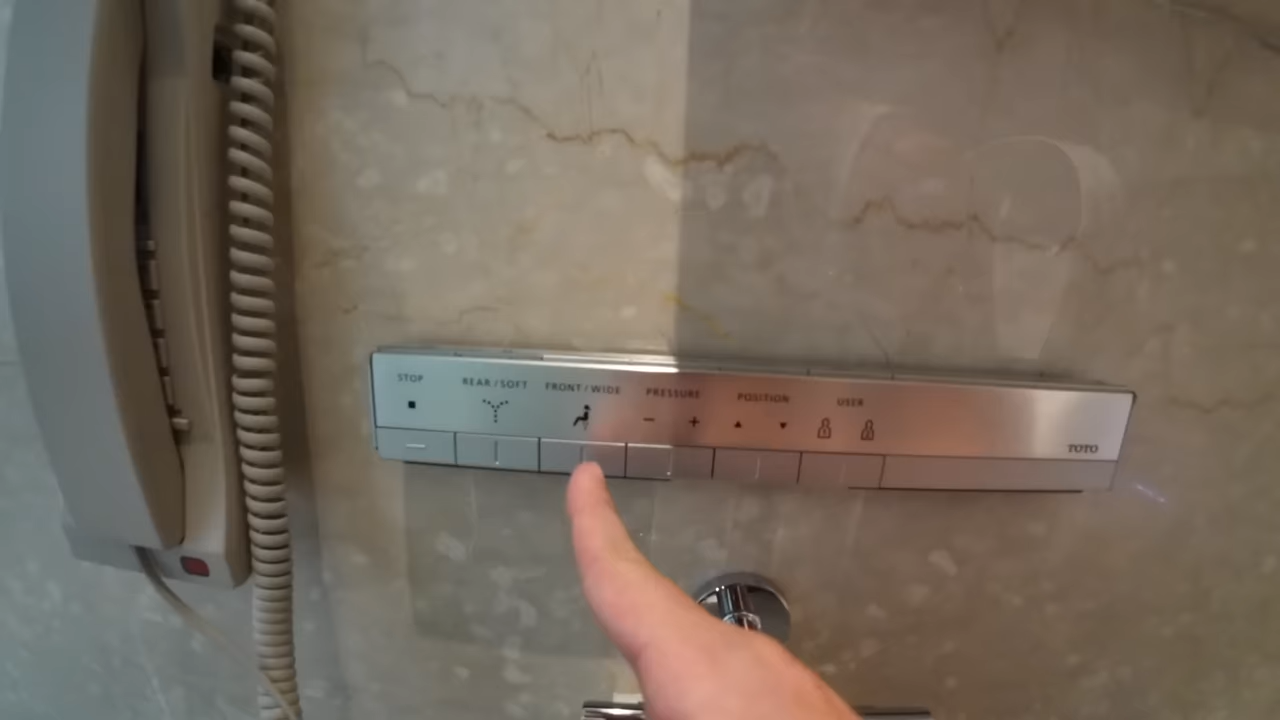 STOP
REAR/SOFT
FRONT/WIDE
PRESSURE
POSITION
USER
− +
TOTO